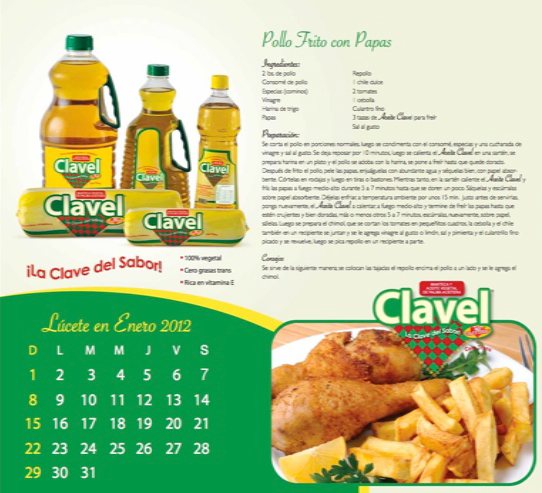 Clavel
Clavel
Clavel
Clavel
Clavel
¡La Clave del Sabor!
• 100% vegetal
• Cero grasas trans
• Rica en vitamina E
Pollo Frito con Papas
Ingredientes:
2 lbs. de pollo
Consomé de pollo
Especias (cominos)
Vinagre
Harina de trigo
Papas
Repollo
1 chile dulce
2 tomates
1 cebolla
Culantro fino
3 tazas de Aceite Clavel para freír
Sal al gusto
Preparación:
Se corta el pollo en porciones normales, luego se condimenta con el consomé, especias y una cucharada de
vinagre y sal al gusto. Se deja reposar por 10 minutos, luego se calienta el Aceite Clavel en una sartén, se
prepara harina en un plato y el pollo se adoba con la harina, se pone a freír hasta que quede dorado.
Después de frito el pollo, pele las papas, enjuáguelas con abundante agua y séquelas bien, con papel absor-
bente. Córtelas en rodajas y luego en tiras o bastones. Mientras tanto, en la sartén caliente el Aceite Clavel y
fría las papas a fuego medio-alto durante 5 a 7 minutos hasta que se doren un poco. Sáquelas y escúrralas
sobre papel absorbente. Déjelas enfriar a temperatura ambiente por unos 15 min. Justo antes de servirlas,
ponga nuevamente, el Aceite Clavel a calentar a fuego medio-alto y termine de freír las papas hasta que
estén crujientes y bien doradas, más o menos otros 5 a 7 minutos, escúrralas, nuevamente, sobre papel,
sálelas. Luego se prepara el chimol, que se cortan los tomates en pequeños cuadros, la cebolla y el chile
también en un recipiente se juntan y se le agrega vinagre al gusto o limón, sal y pimienta y el culantrillo fino
picado y se revuelve, luego se pica repollo en un recipiente a parte.
Consejos
Se sirve de la siguiente manera, se colocan las tajadas el repollo encima el pollo a un lado y se le agrega el
chimol.
Lúcete en Enero 2012
D L M M J V S
1 2 3 4 5 6 7
8 9 10 11 12 13 14
15 16 17 18 19 20 21
22 23 24 25 26 27 28
29 30 31
MANTECA Y
ACEITE VEGETAL
DE PALMA ACEITERA
Clavel
La Clave del Sabor